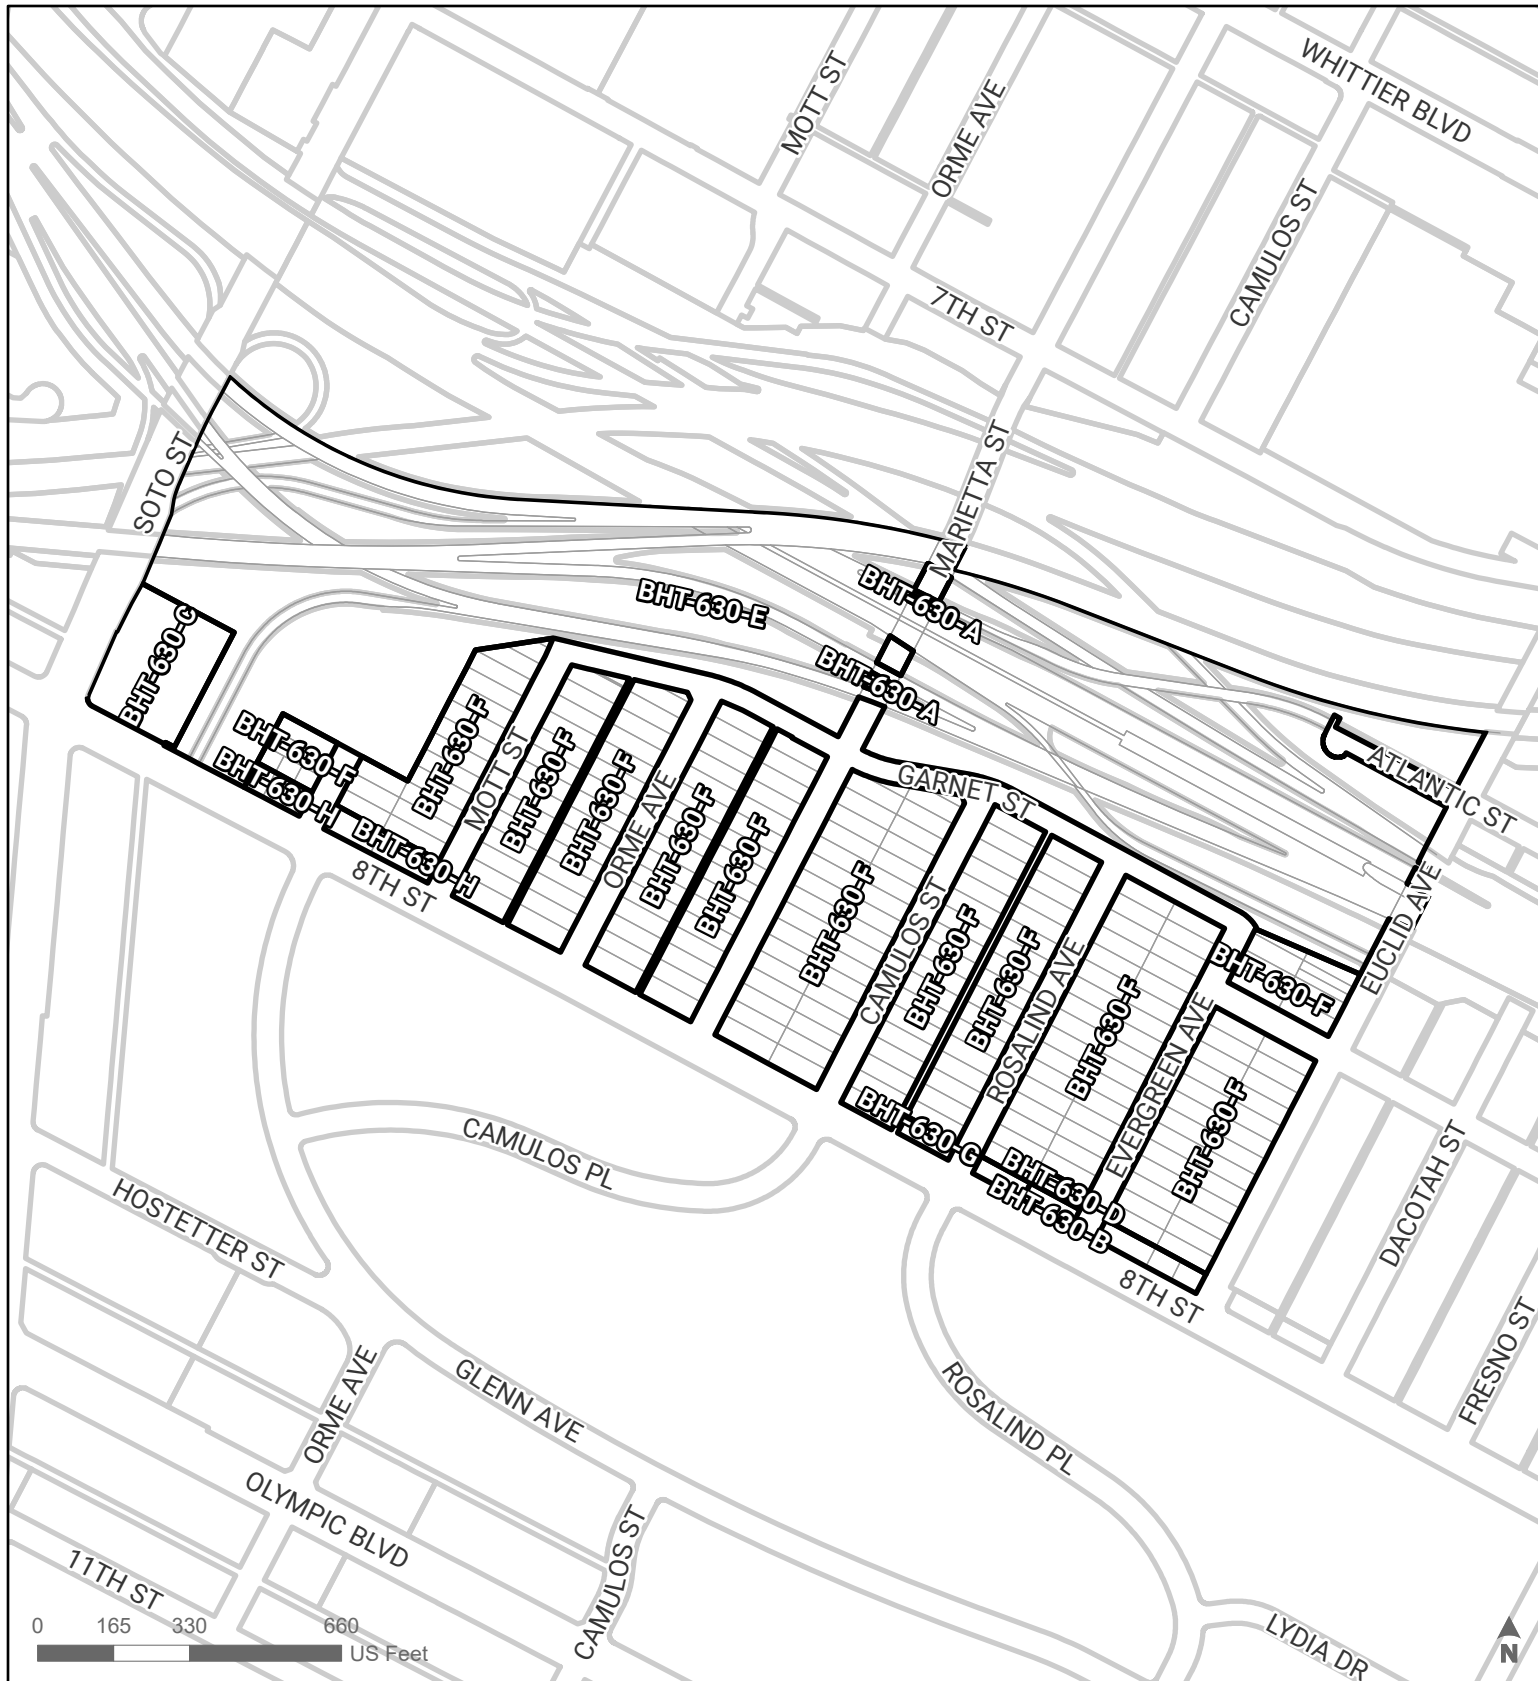 WHITTIER BLVD
MOTT ST
ORME AVE
CAMULOS ST
7TH ST
SOTO ST
MARIETTA ST
BHT-630-A
BHT-630-E
BHT-630-A
BHT-630-C
BHT-630-F
BHT-630-H
BHT-630-F
MOTT ST
BHT-630-F
BHT-630-F
ORME AVE
BHT-630-F
BHT-630-F
GARNET ST
ATLANTIC ST
BHT-630-H
8TH ST
BHT-630-F
CAMULOS ST
BHT-630-F
BHT-630-F
ROSALIND AVE
BHT-630-F
EVERGREEN AVE
BHT-630-F
EUCLID AVE
BHT-630-F
BHT-630-G
BHT-630-D
BHT-630-B
8TH ST
CAMULOS PL
HOSTETTER ST
DACOTAH ST
FRESNO ST
ORME AVE
GLENN AVE
ROSALIND PL
OLYMPIC BLVD
11TH ST
CAMULOS ST
LYDIA DR
0 165 330 660
US Feet
N